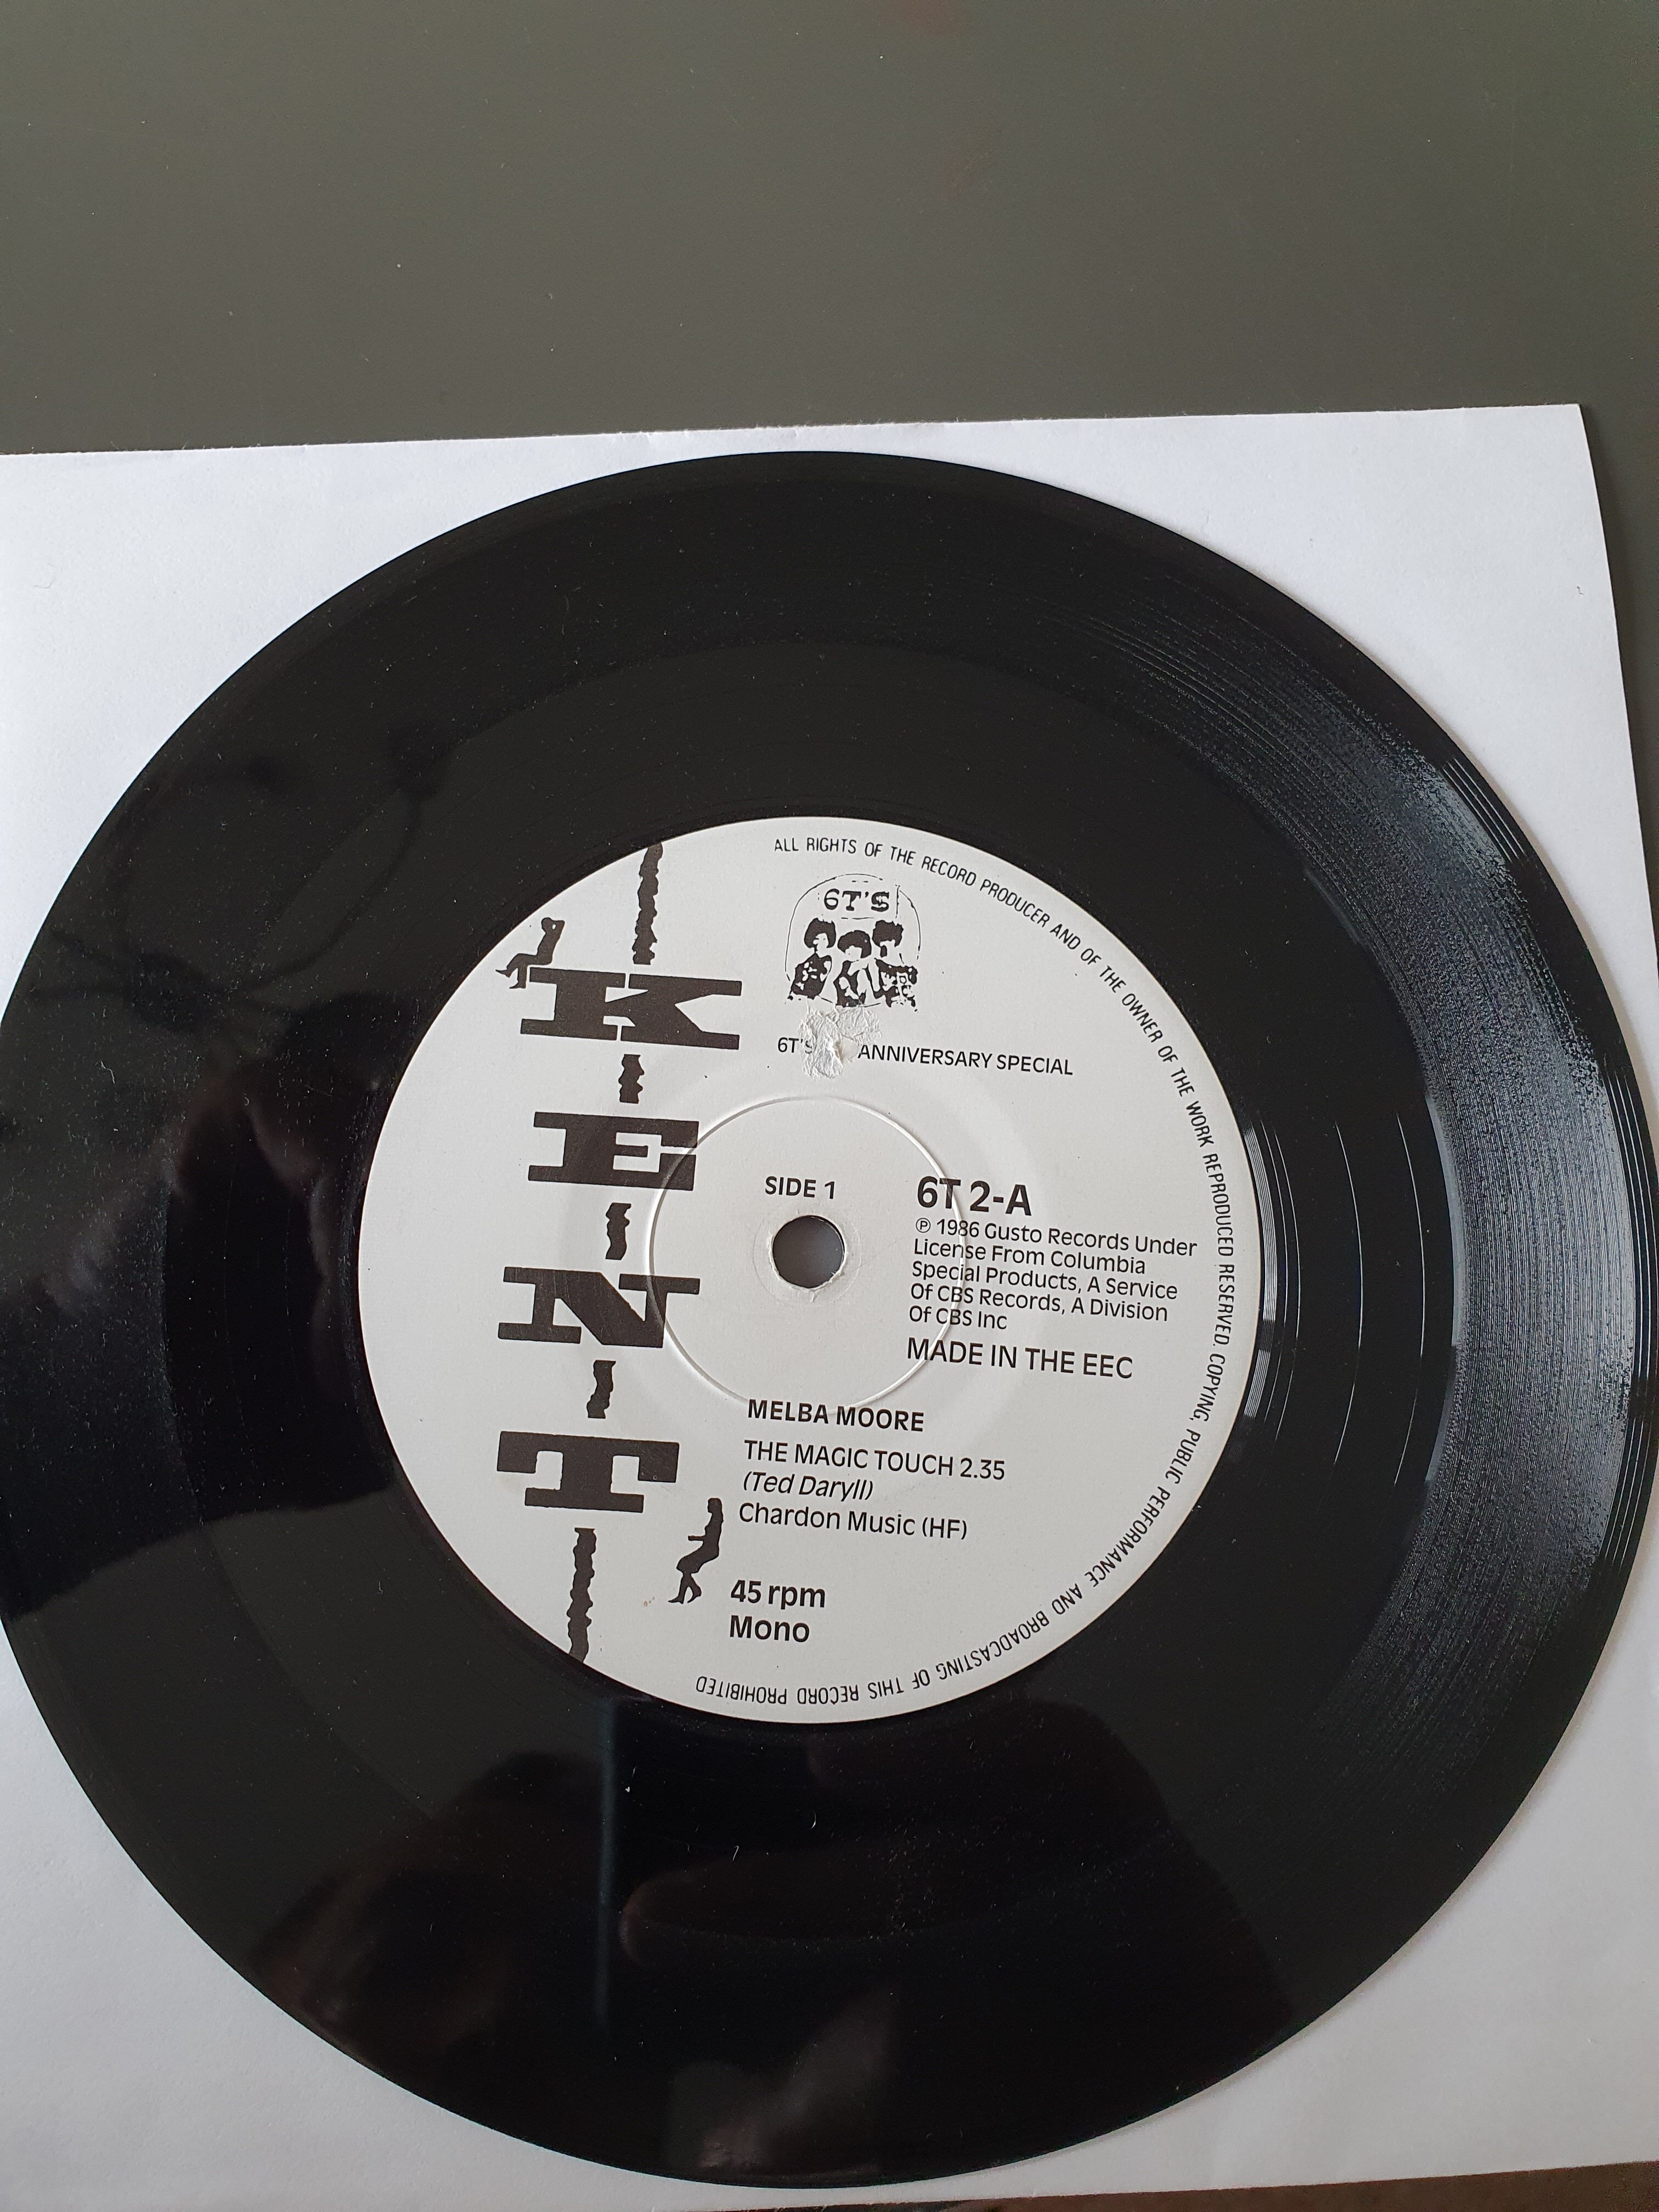 ALL RIGHTS OF THE RECORD PRODUCER AND OF THE OWNER OF THE WORK REPRODUCED RESERVED. COPYING, PUBLIC PERFORMANCE AND BROADCASTING OF THIS RECORD PROHIBITED
6T'S
KENT
6T'S ANNIVERSARY SPECIAL
SIDE 1
6T 2-A
℗ 1986 Gusto Records Under
License From Columbia
Special Products, A Service
Of CBS Records, A Division
Of CBS Inc
MADE IN THE EEC
MELBA MOORE
THE MAGIC TOUCH 2.35
(Ted Daryll)
Chardon Music (HF)
45 rpm
Mono